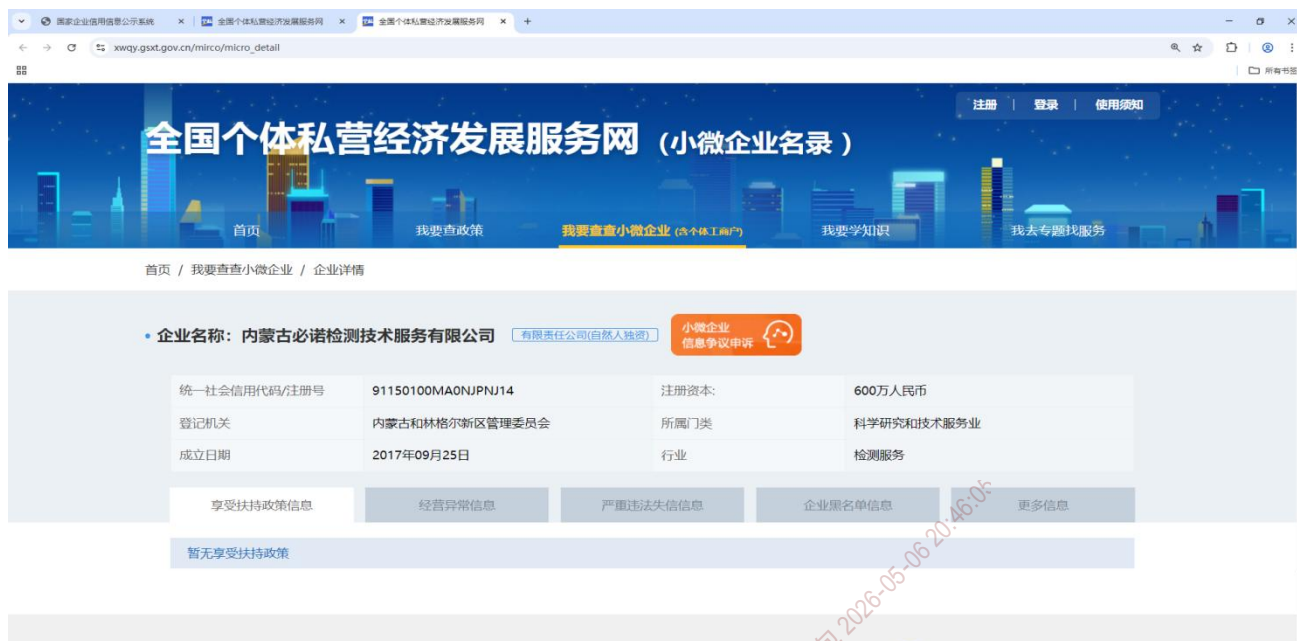 国家企业信用信息公示系统
全国个体私营经济发展服务网
全国个体私营经济发展服务网
xwqy.gsxt.gov.cn/mirco/micro_detail
所有书签
注册 | 登录 | 使用须知
全国个体私营经济发展服务网 (小微企业名录)
首页 我要查政策 我要查查小微企业 (含个体工商户) 我要学知识 我去专题找服务
首页 / 我要查查小微企业 / 企业详情
企业名称：内蒙古必诺检测技术服务有限公司 有限责任公司(自然人独资) 小微企业
信息争议申诉
统一社会信用代码/注册号 91150100MA0NJPNJ14 注册资本: 600万人民币
登记机关 内蒙古和林格尔新区管理委员会 所属门类 科学研究和技术服务业
成立日期 2017年09月25日 行业 检测服务
享受扶持政策信息 经营异常信息 严重违法失信信息 企业黑名单信息 更多信息
暂无享受扶持政策
2026-05-06 20:46:05